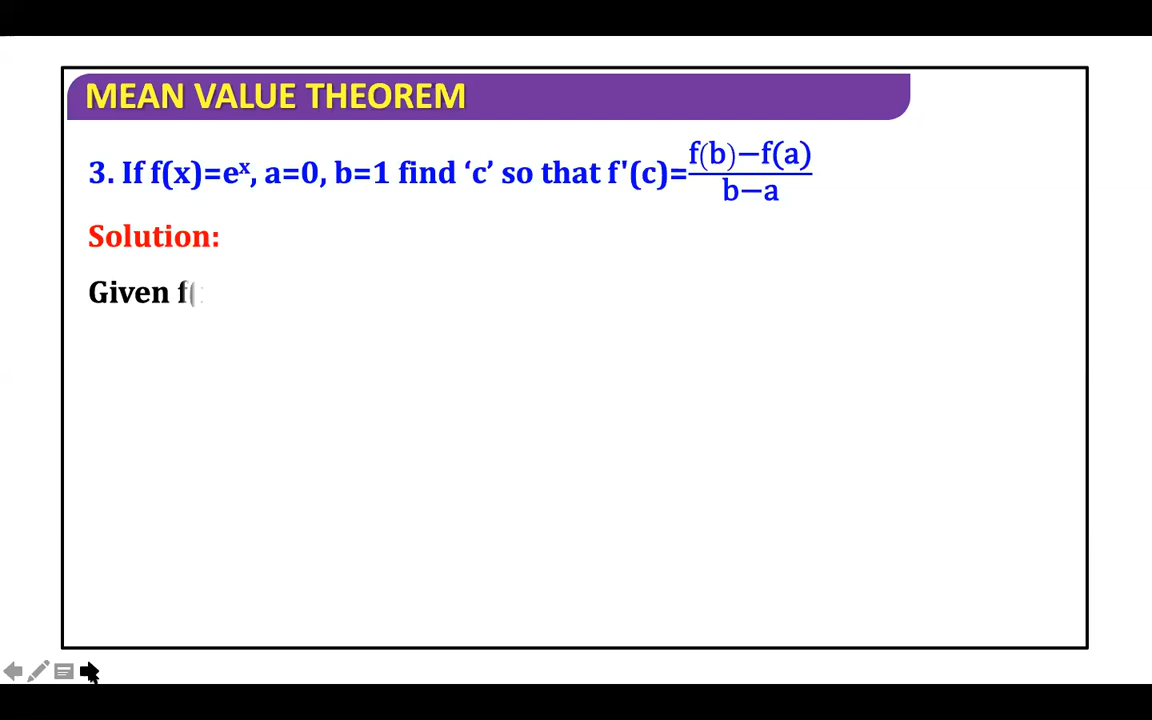 MEAN VALUE THEOREM
3. If f(x)=eˣ, a=0, b=1 find ‘c’ so that f'(c)=f(b)−f(a)/b−a
Solution:
Given f(